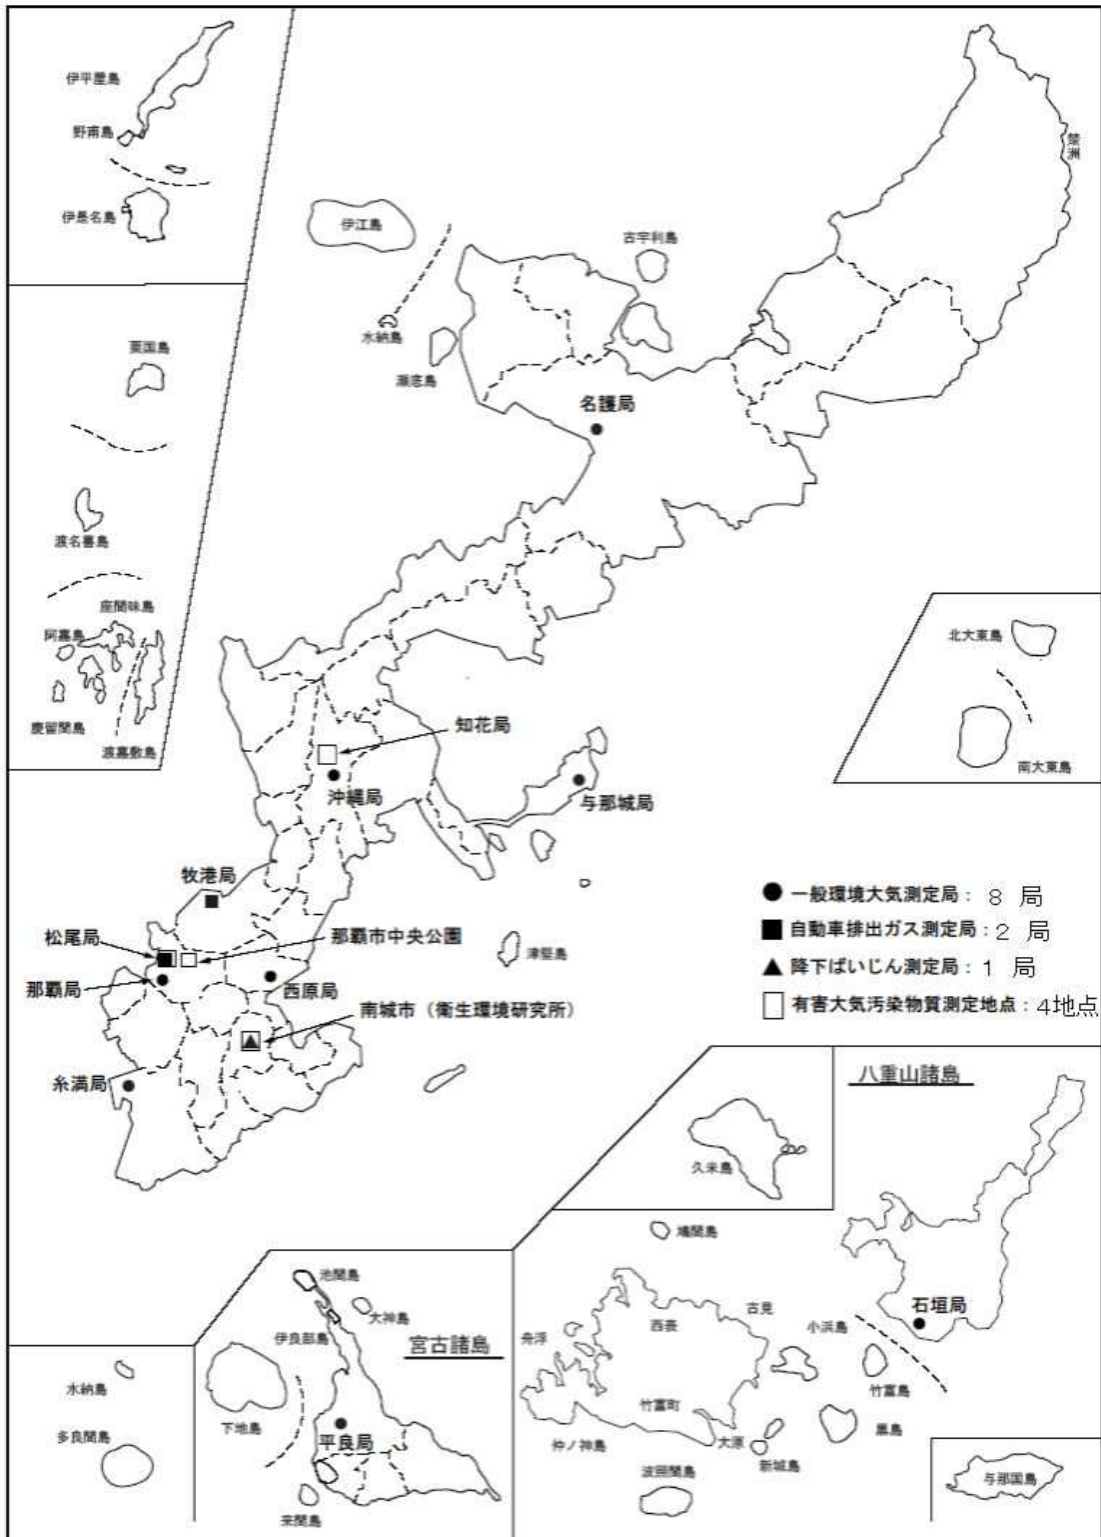 伊平屋島
野甫島
伊是名島
伊江島
水納島
瀬底島
古宇利島
楚洲
名護局
粟国島
渡名喜島
座間味島
阿嘉島
慶留間島
渡嘉敷島
北大東島
南大東島
知花局
沖縄局
与那城局
牧港局
松尾局
那覇市中央公園
那覇局
西原局
津堅島
南城市（衛生環境研究所）
糸満局
● 一般環境大気測定局： 8 局
■ 自動車排出ガス測定局： 2 局
▲ 降下ばいじん測定局： 1 局
□ 有害大気汚染物質測定地点： 4地点
八重山諸島
久米島
鳩間島
石垣局
古見
小浜島
西表
舟浮
竹富島
竹富町
黒島
大原
仲ノ神島
新城島
波照間島
与那国島
池間島
大神島
伊良部島
宮古諸島
下地島
平良局
来間島
水納島
多良間島